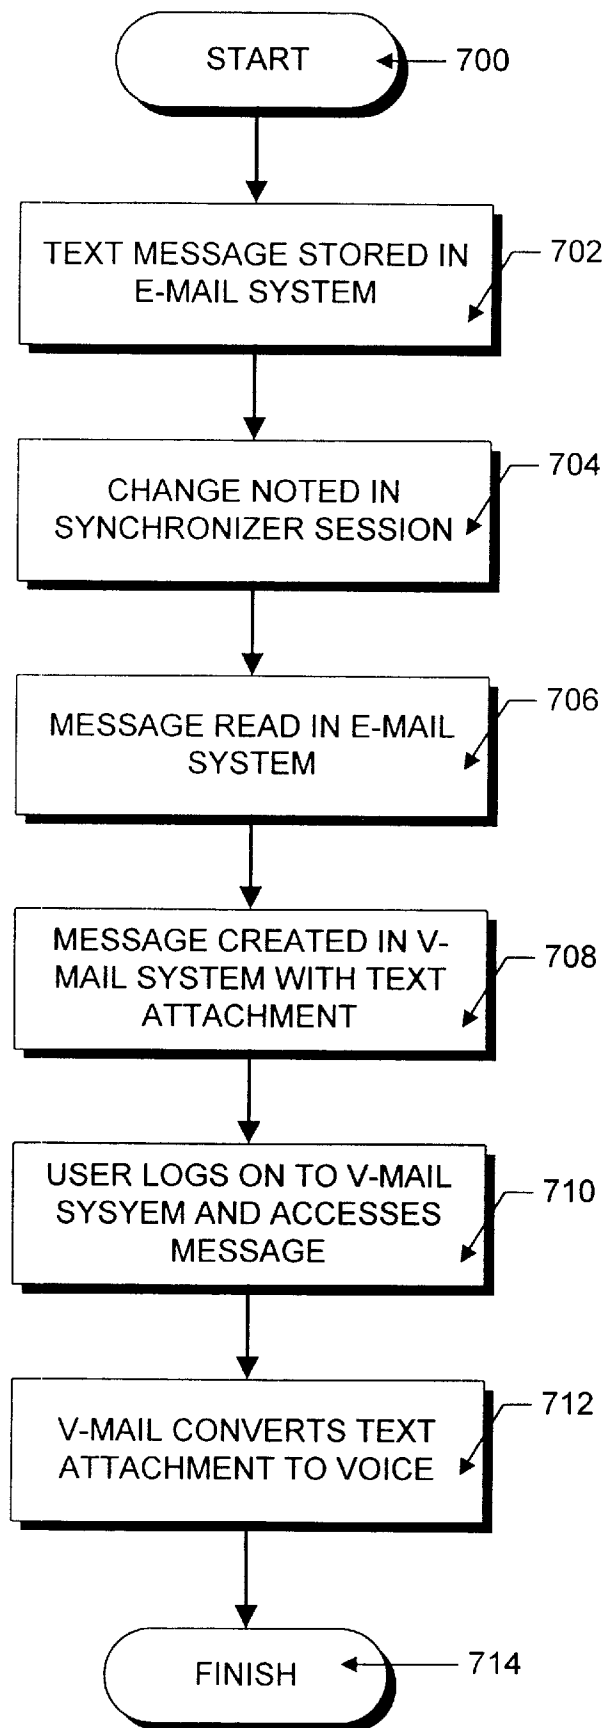 START
700
TEXT MESSAGE STORED IN
E-MAIL SYSTEM
702
CHANGE NOTED IN
SYNCHRONIZER SESSION
704
MESSAGE READ IN E-MAIL
SYSTEM
706
MESSAGE CREATED IN V-
MAIL SYSTEM WITH TEXT
ATTACHMENT
708
USER LOGS ON TO V-MAIL
SYSYEM AND ACCESSES
MESSAGE
710
V-MAIL CONVERTS TEXT
ATTACHMENT TO VOICE
712
FINISH
714